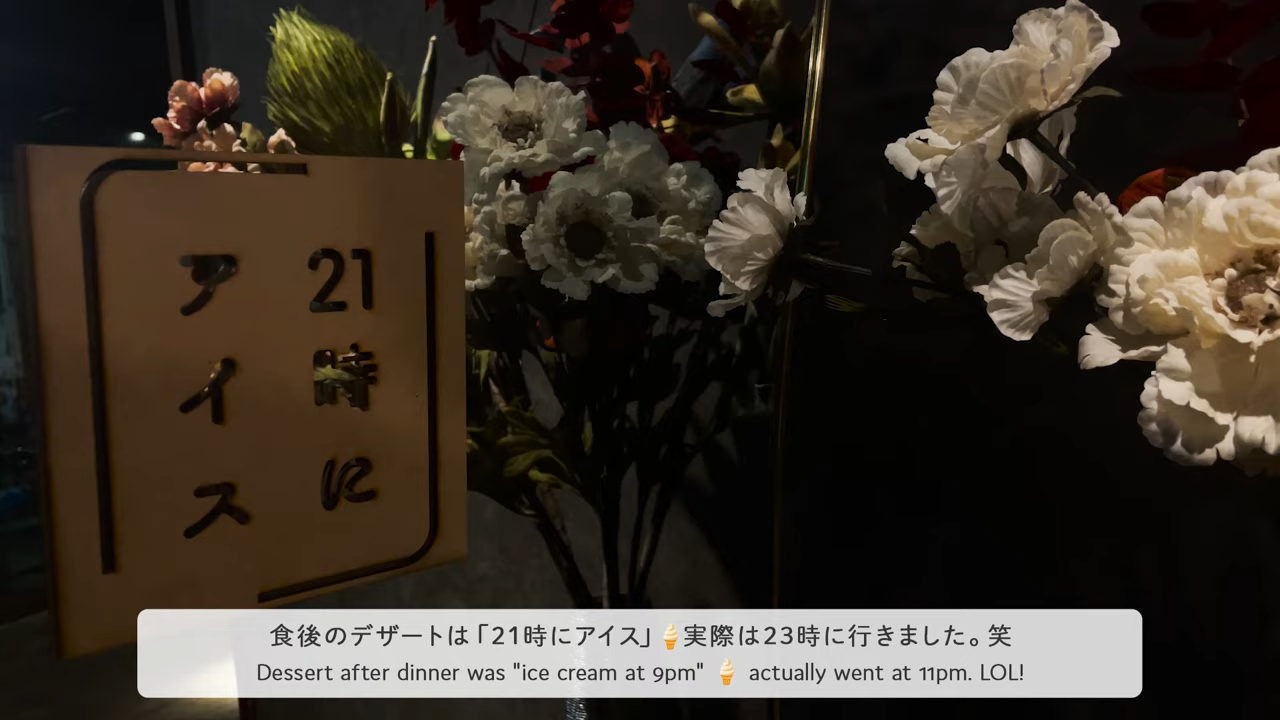 21時に
アイス
食後のデザートは「21時にアイス」🍦実際は23時に行きました。笑
Dessert after dinner was "ice cream at 9pm" 🍦 actually went at 11pm. LOL!